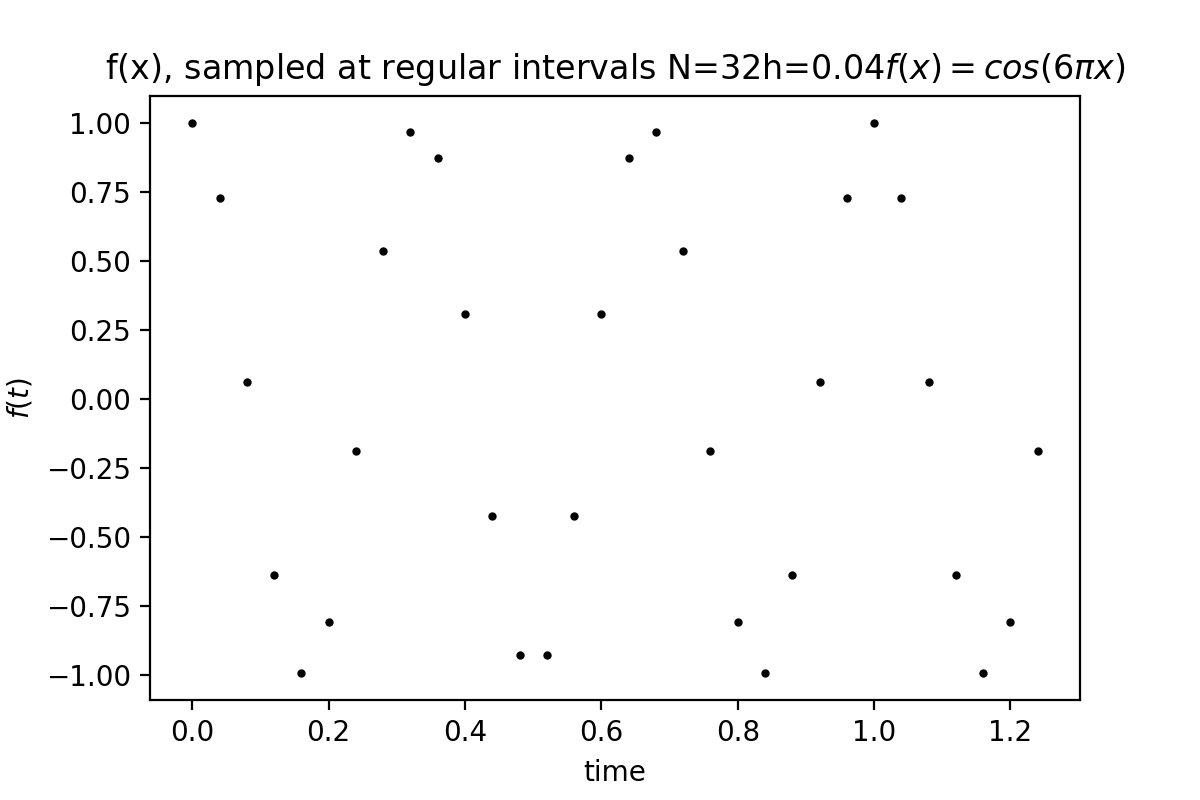 f(x), sampled at regular intervals N=32h=0.04f(x) = cos(6πx)
1.00
0.75
0.50
0.25
0.00
−0.25
−0.50
−0.75
−1.00
f(t)
0.0 0.2 0.4 0.6 0.8 1.0 1.2
time